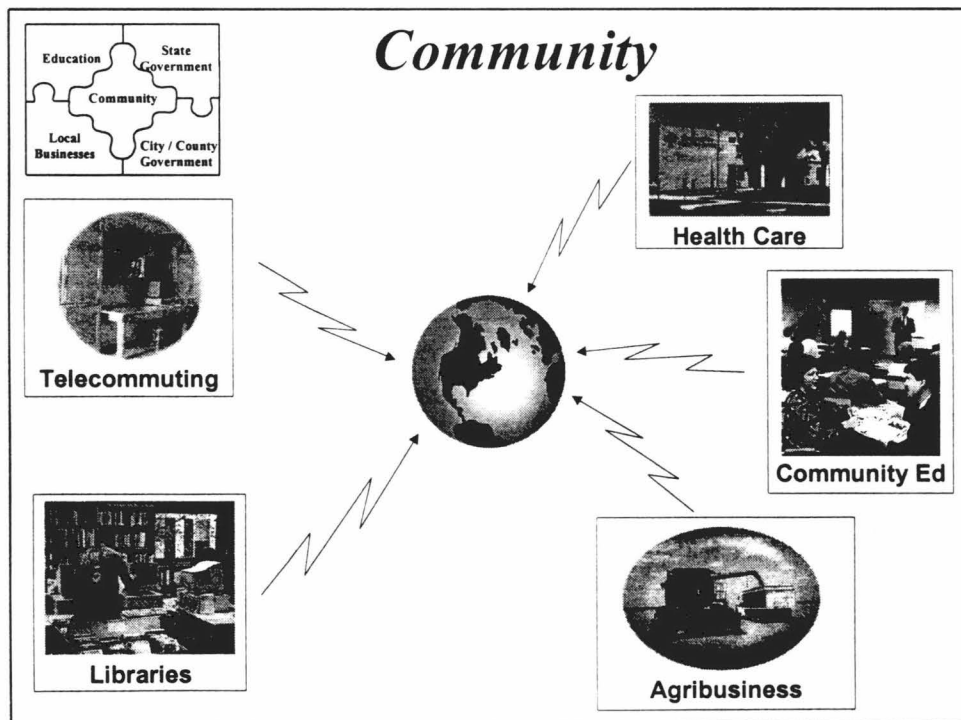 Community
Education
State
Government
Community
Local
Businesses
City / County
Government
Health Care
Telecommuting
Community Ed
Libraries
Agribusiness